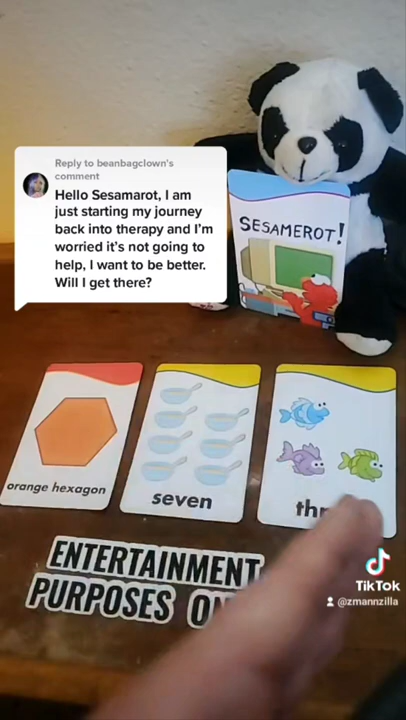 Reply to beanbagclown's
comment
Hello Sesamarot, I am
just starting my journey
back into therapy and I'm
worried it's not going to
help, I want to be better.
Will I get there?
SESAMEROT!
orange hexagon
seven
ENTERTAINMENT
PURPOSES
TikTok
@zmannzilla